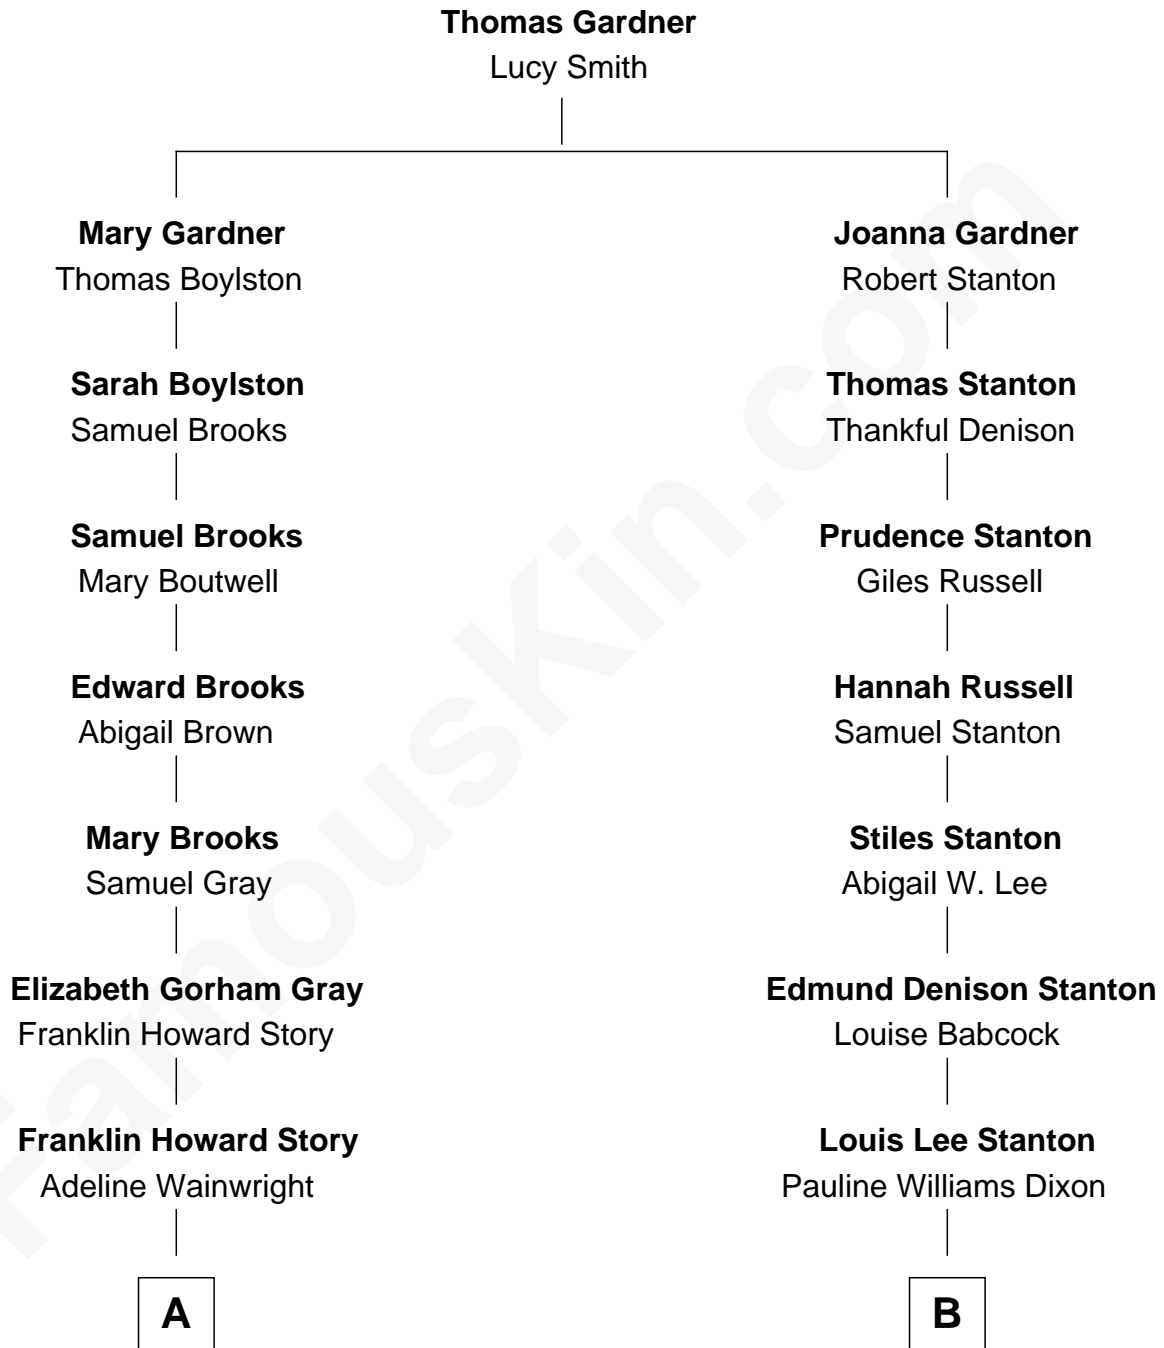 Thomas Gardner
Lucy Smith
Mary Gardner
Thomas Boylston
Joanna Gardner
Robert Stanton
Sarah Boylston
Samuel Brooks
Thomas Stanton
Thankful Denison
Samuel Brooks
Mary Boutwell
Prudence Stanton
Giles Russell
Edward Brooks
Abigail Brown
Hannah Russell
Samuel Stanton
Mary Brooks
Samuel Gray
Stiles Stanton
Abigail W. Lee
Elizabeth Gorham Gray
Franklin Howard Story
Edmund Denison Stanton
Louise Babcock
Franklin Howard Story
Adeline Wainwright
Louis Lee Stanton
Pauline Williams Dixon
A
B
FamousKin.com